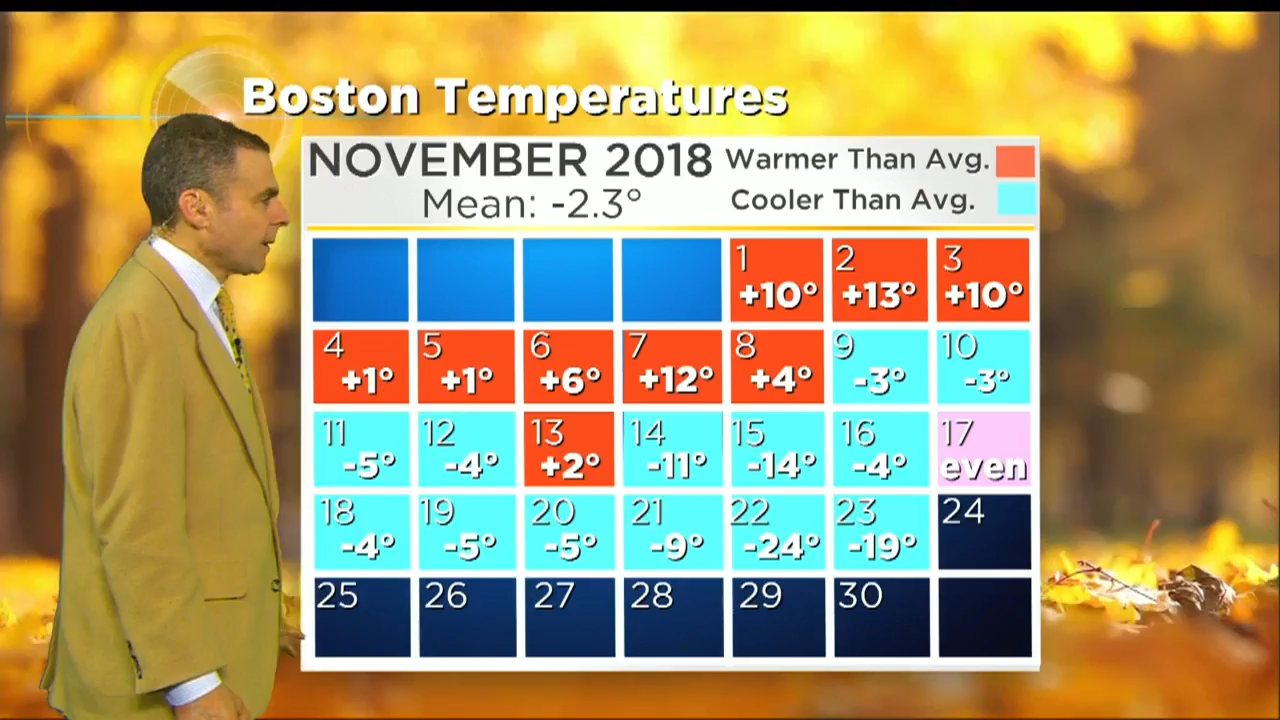 Boston Temperatures
NOVEMBER 2018
Warmer Than Avg.
Mean: -2.3°
Cooler Than Avg.
1 2 3
+10° +13° +10°
4 5 6 7 8 9 10
+1° +1° +6° +12° +4° -3° -3°
11 12 13 14 15 16 17
-5° -4° +2° -11° -14° -4° even
18 19 20 21 22 23 24
-4° -5° -5° -9° -24° -19°
25 26 27 28 29 30